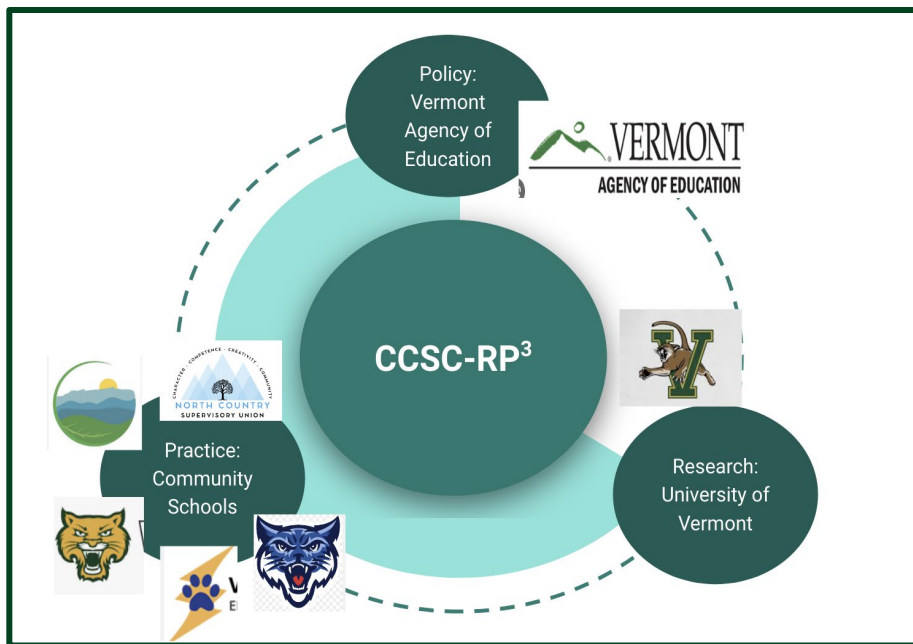 Policy:
Vermont
Agency of
Education
VERMONT
AGENCY OF EDUCATION
CCSC-RP³
CHARACTER · COMPETENCE · CREATIVITY · COMMUNITY
NORTH COUNTRY
SUPERVISORY UNION
V
Practice:
Community
Schools
Research:
University of
Vermont